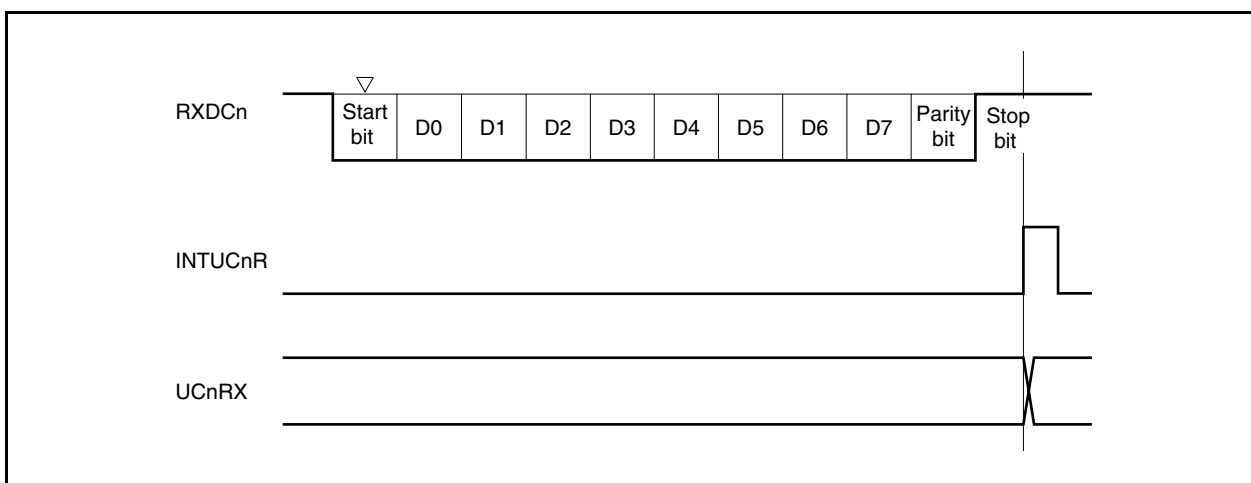 RXDCn
Start bit
D0
D1
D2
D3
D4
D5
D6
D7
Parity bit
Stop bit
INTUCnR
UCnRX